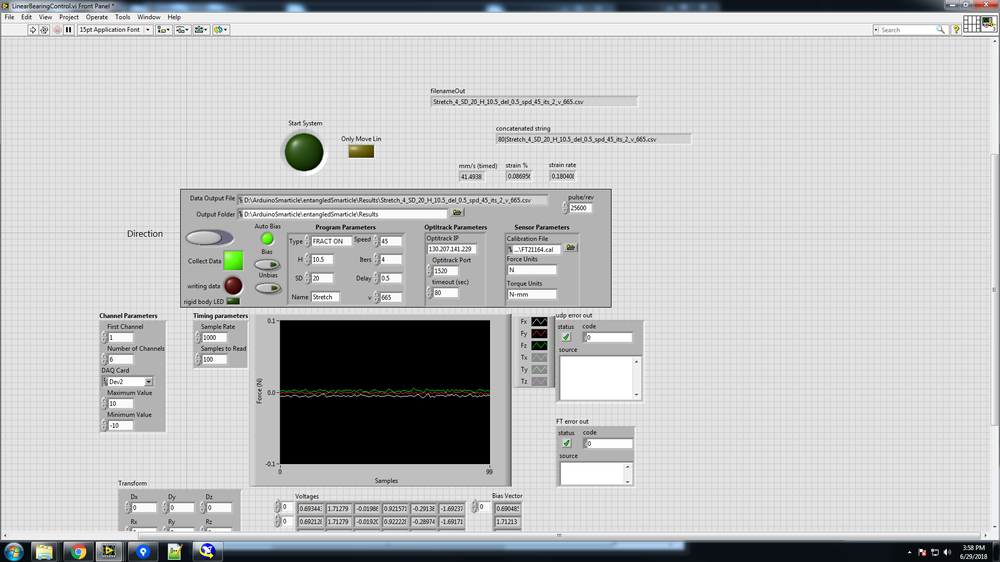 LinearBearingControl.vi Front Panel *
File Edit View Project Operate Tools Window Help
15pt Application Font
Search
3
filenameOut
Stretch_4_SD_20_H_10.5_del_0.5_spd_45_its_2_v_665.csv
Start System
Only Move Lin
concatenated string
80|Stretch_4_SD_20_H_10.5_del_0.5_spd_45_its_2_v_665.csv
mm/s (timed) strain % strain rate
41.4938 0.086956 0.180408
Data Output File D:\ArduinoSmarticle\entangledSmarticle\Results\Stretch_4_SD_20_H_10.5_del_0.5_spd_45_its_2_v_665.csv
pulse/rev
25600
Output Folder D:\ArduinoSmarticle\entangledSmarticle\Results
Direction
Auto Bias
Bias
Unbias
Collect Data
writing data
rigid body LED
Program Parameters
Type FRACT ON Speed 45
H 10.5 Iters 4
SD 20 Delay 0.5
Name Stretch v 665
Optitrack Parameters
Optitrack IP
130.207.141.229
Optitrack Port
1520
timeout (sec)
80
Sensor Parameters
Calibration File
...\FT21164.cal
Force Units
N
Torque Units
N-mm
Channel Parameters
First Channel
1
Number of Channels
6
DAQ Card
Dev2
Maximum Value
10
Minimum Value
-10
Timing parameters
Sample Rate
1000
Samples to Read
100
0.1
0.0
-0.1
Force (N)
0 99
Samples
Fx
Fy
Fz
Tx
Ty
Tz
udp error out
status code
0
source
FT error out
status code
0
source
Transform
Dx Dy Dz
0 0 0
Rx Ry Rz
Voltages
0 0.693443 1.71279 -0.01986 0.921571 -0.29138 -1.69237
0 0.692128 1.71279 -0.01920 0.922228 -0.28974 -1.69171
Bias Vector
0 0.690485
1.71213
3:58 PM
6/29/2018